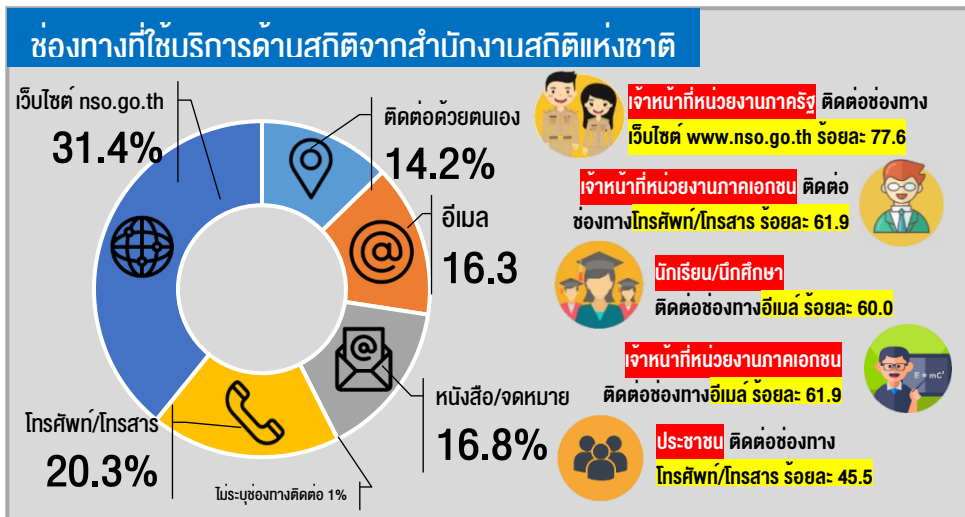 ช่องทางที่ใช้บริการด้านสถิติจากสำนักงานสถิติแห่งชาติ
เว็บไซต์ nso.go.th
31.4%
ติดต่อด้วยตนเอง
14.2%
อีเมล
16.3
หนังสือ/จดหมาย
16.8%
โทรศัพท์/โทรสาร
20.3%
ไม่ระบุช่องทางติดต่อ 1%
เจ้าหน้าที่หน่วยงานภาครัฐ ติดต่อช่องทาง
เว็บไซต์ www.nso.go.th ร้อยละ 77.6
เจ้าหน้าที่หน่วยงานภาคเอกชน ติดต่อ
ช่องทางโทรศัพท์/โทรสาร ร้อยละ 61.9
นักเรียน/นึกศึกษา
ติดต่อช่องทางอีเมล์ ร้อยละ 60.0
เจ้าหน้าที่หน่วยงานภาคเอกชน
ติดต่อช่องทางอีเมล์ ร้อยละ 61.9
E = mC²
ประชาชน ติดต่อช่องทาง
โทรศัพท์/โทรสาร ร้อยละ 45.5